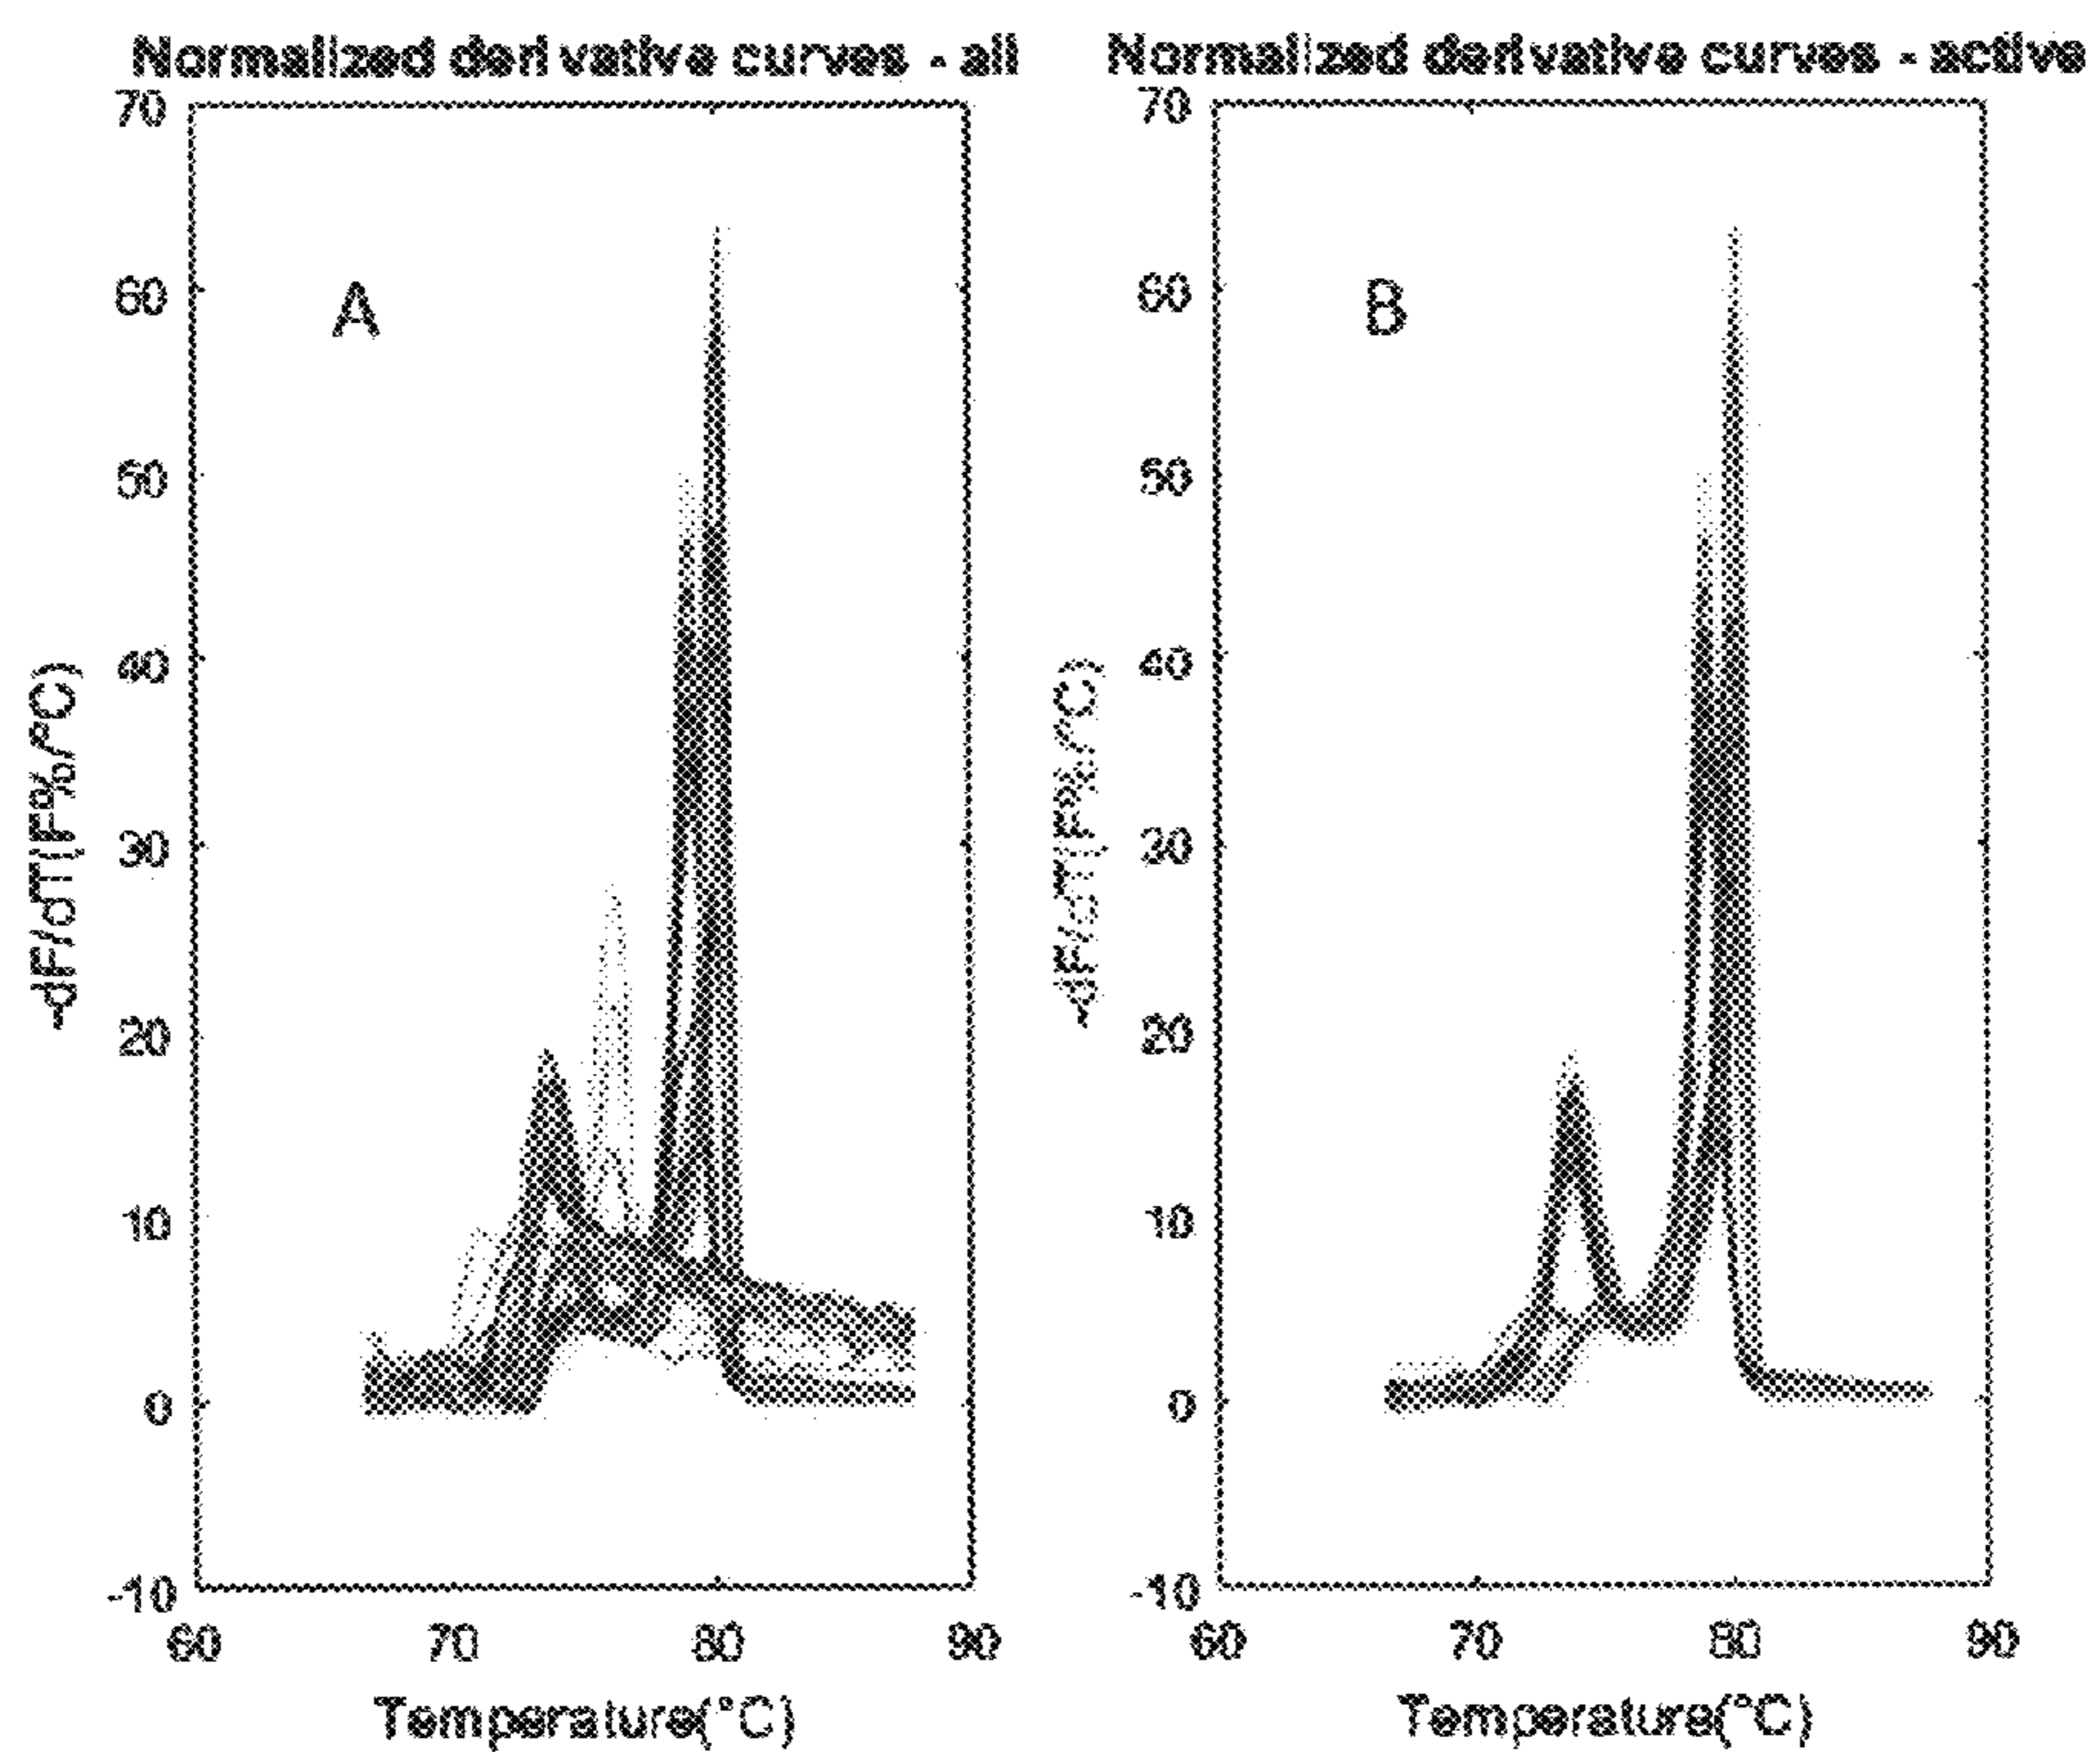 Normalized derivative curves - all
70
60
50
40
30
20
10
0
-10
60 70 80 90
A
-dF/dT(F%/°C)
Temperature(°C)
Normalized derivative curves - active
70
60
50
40
30
20
10
0
-10
60 70 80 90
B
-dF/dT(F%/°C)
Temperature(°C)